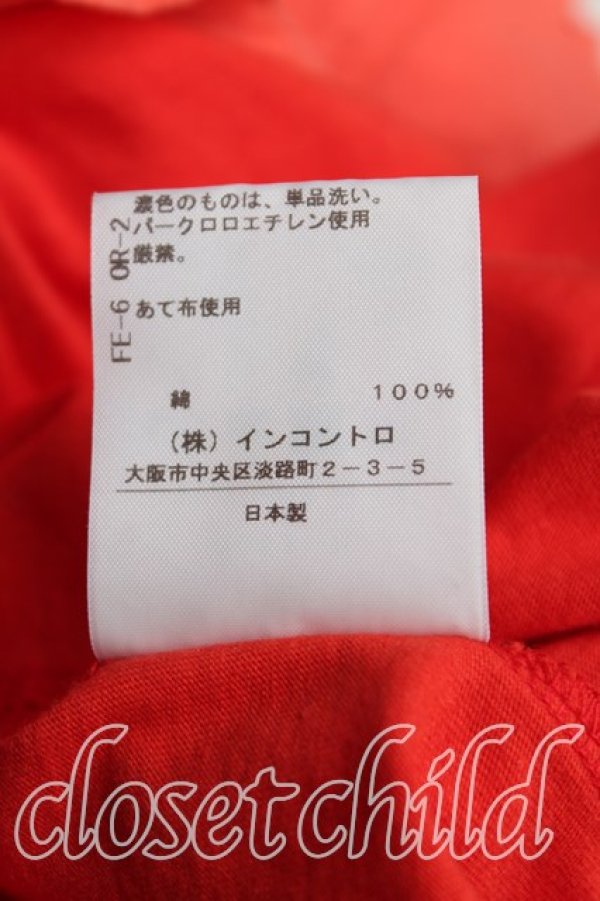 濃色のものは、単品洗い。
パークロロエチレン使用
厳禁。
あて布使用
FE-6 OR-2
綿 100%
(株)インコントロ
大阪市中央区淡路町2-3-5
日本製
closet child